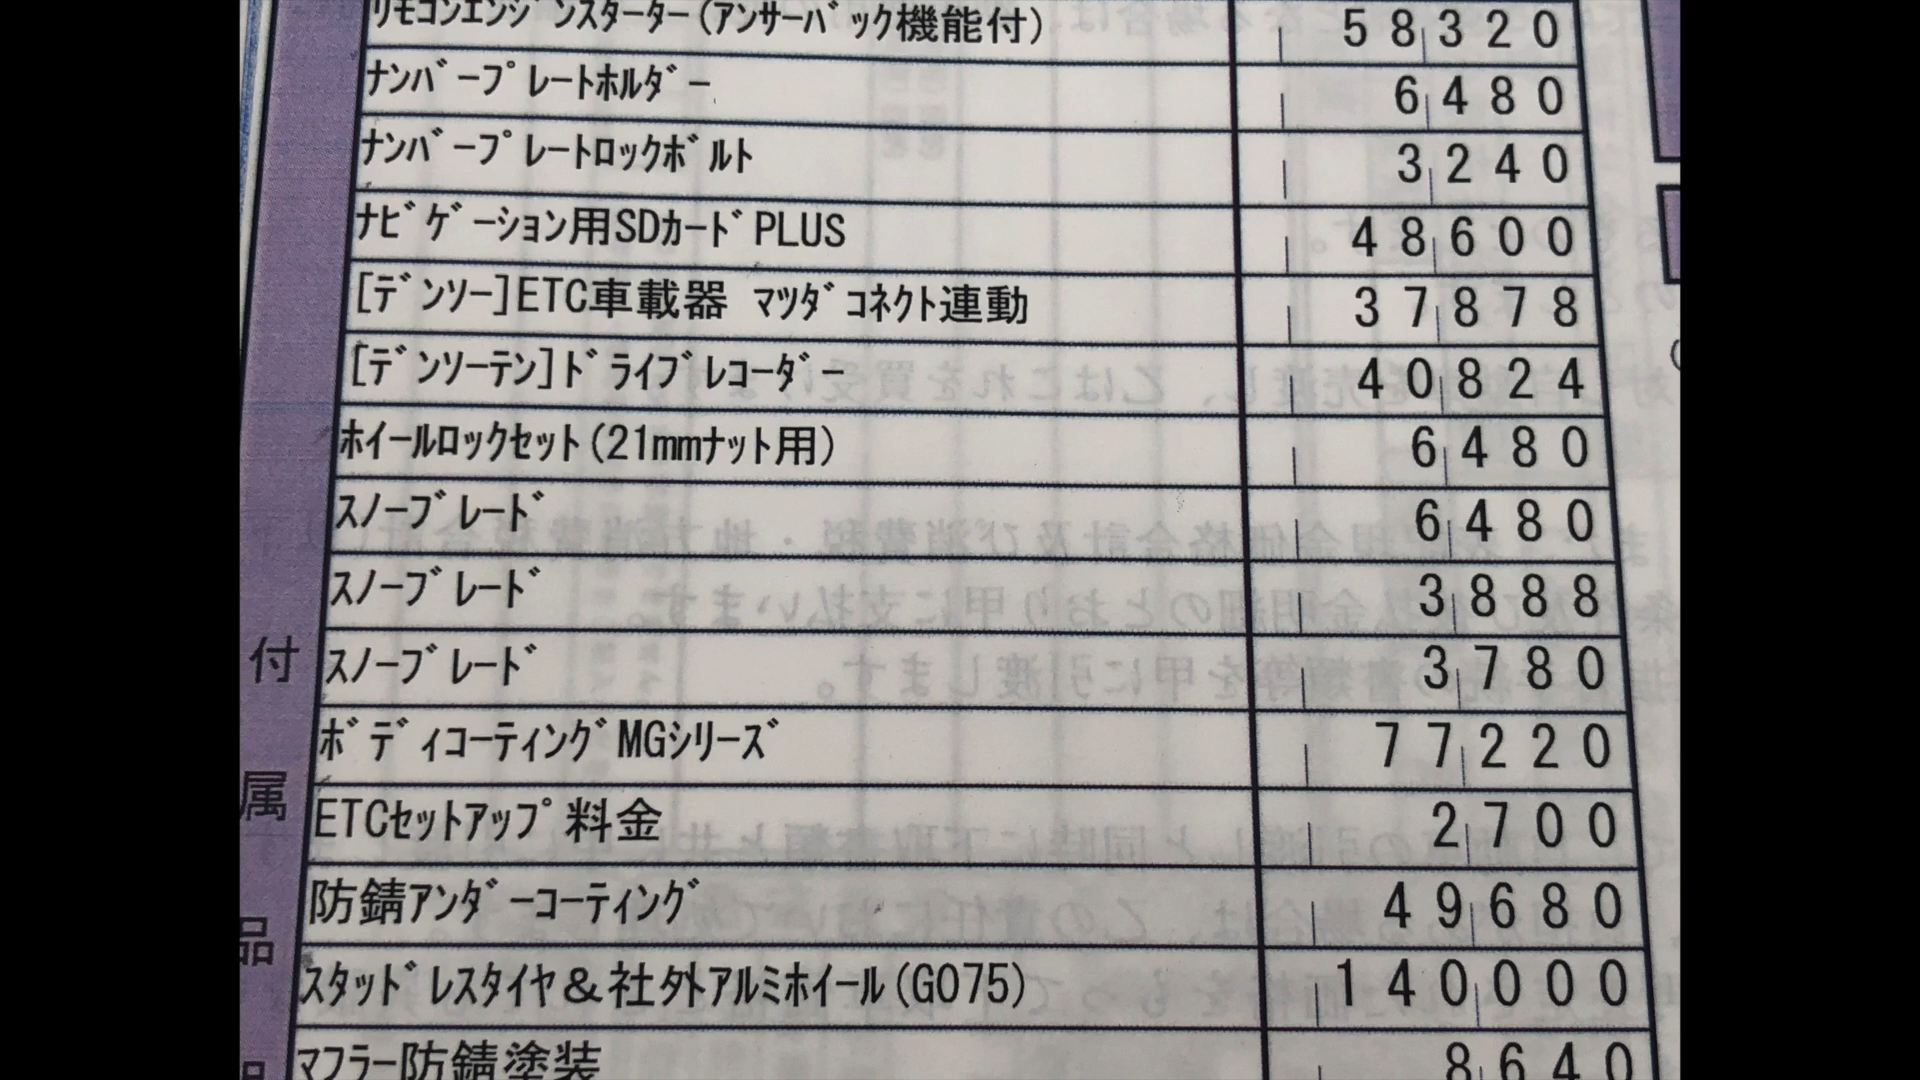 リモコンエンジンスターター(アンサーバック機能付) 58320
ナンバープレートホルダー 6480
ナンバープレートロックボルト 3240
ナビゲーション用SDカードPLUS 48600
[デンソー]ETC車載器 マツダコネクト連動 37878
[デンソーテン]ドライブレコーダー 40824
ホイールロックセット(21mmナット用) 6480
スノーブレード 6480
スノーブレード 3888
付 スノーブレード 3780
ボディコーティングMGシリーズ 77220
属 ETCセットアップ料金 2700
防錆アンダーコーティング 49680
品 スタッドレスタイヤ&社外アルミホイール(G075) 140000
マフラー防錆塗装 8640